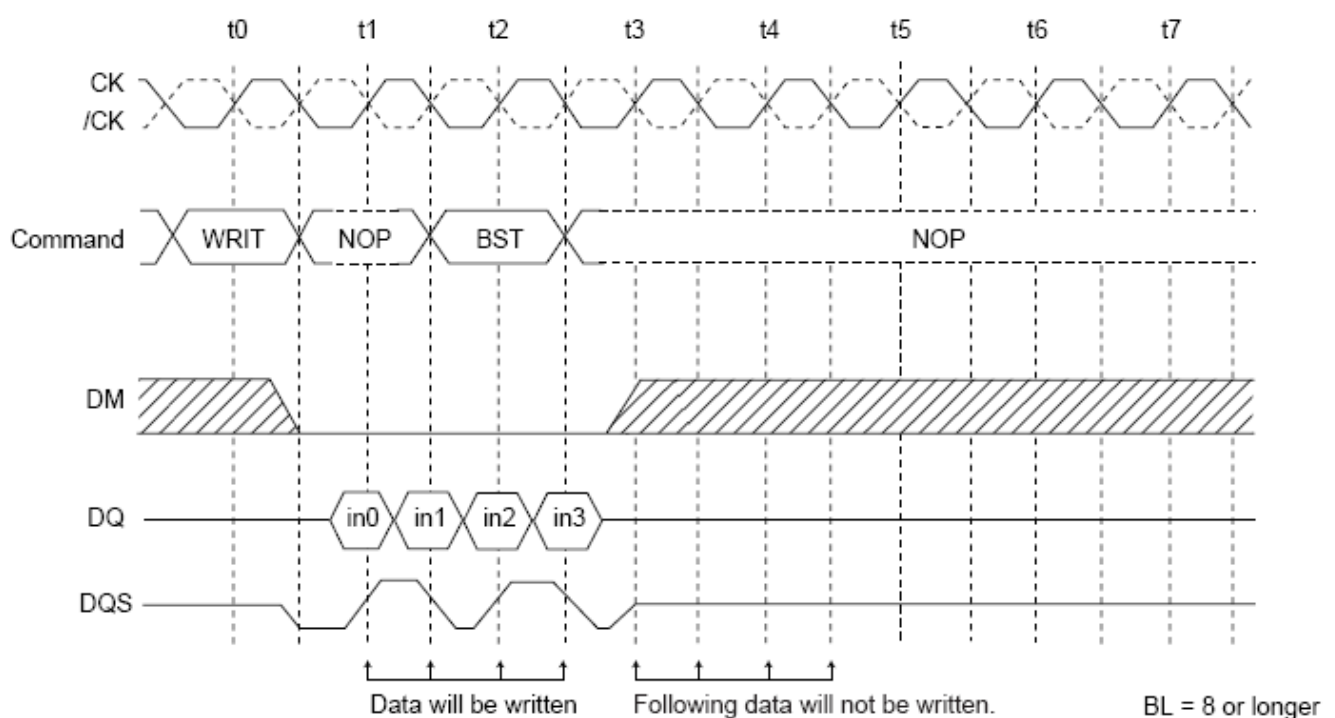 t0 t1 t2 t3 t4 t5 t6 t7
CK
/CK
Command WRIT NOP BST NOP
DM
DQ in0 in1 in2 in3
DQS
Data will be written Following data will not be written. BL = 8 or longer